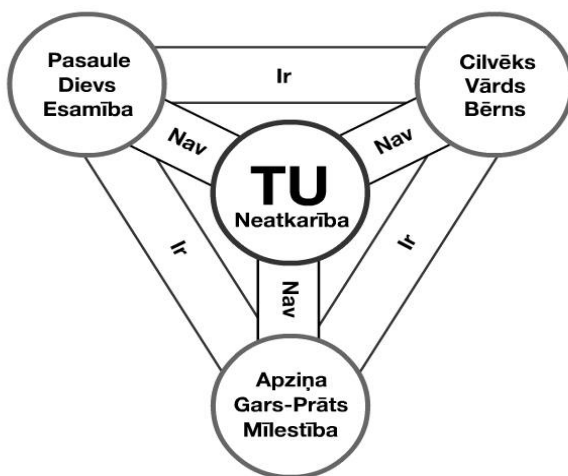 Pasaule
Dievs
Esamība
Ir
Cilvēks
Vārds
Bērns
Nav
Nav
TU
Neatkarība
Ir
Ir
Nav
Apziņa
Gars-Prāts
Mīlestība